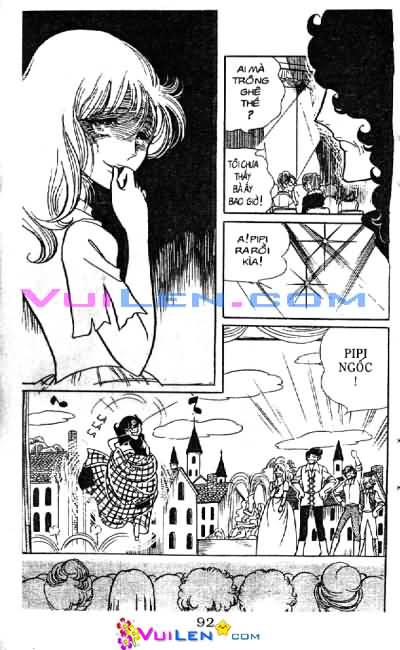 AI MÀ
TRÔNG
GHÊ
THẾ
?
TÔI CHƯA
THẤY
BÀ ẤY
BAO GIỜ!
A! PIPI
RA RỒI
KÌA!
VUILEN.COM
PIPI
NGỐC
!
92
VUILEN
.COM